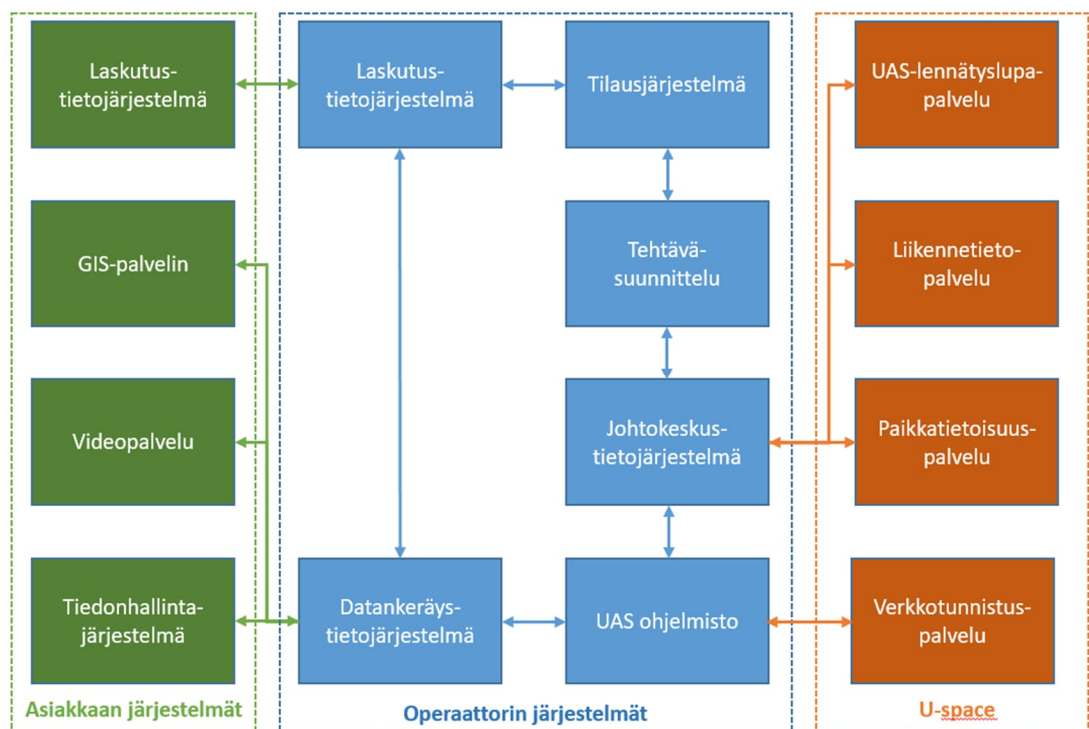 Laskutus-
tietojärjestelmä
Laskutus-
tietojärjestelmä
Tilausjärjestelmä
UAS-lennätyslupa-
palvelu
GIS-palvelin
Tehtävä-
suunnittelu
Liikennetieto-
palvelu
Videopalvelu
Johtokeskus-
tietojärjestelmä
Paikkatietoisuus-
palvelu
Tiedonhallinta-
järjestelmä
Datankeräys-
tietojärjestelmä
UAS ohjelmisto
Verkkotunnistus-
palvelu
Asiakkaan järjestelmät
Operaattorin järjestelmät
U-space